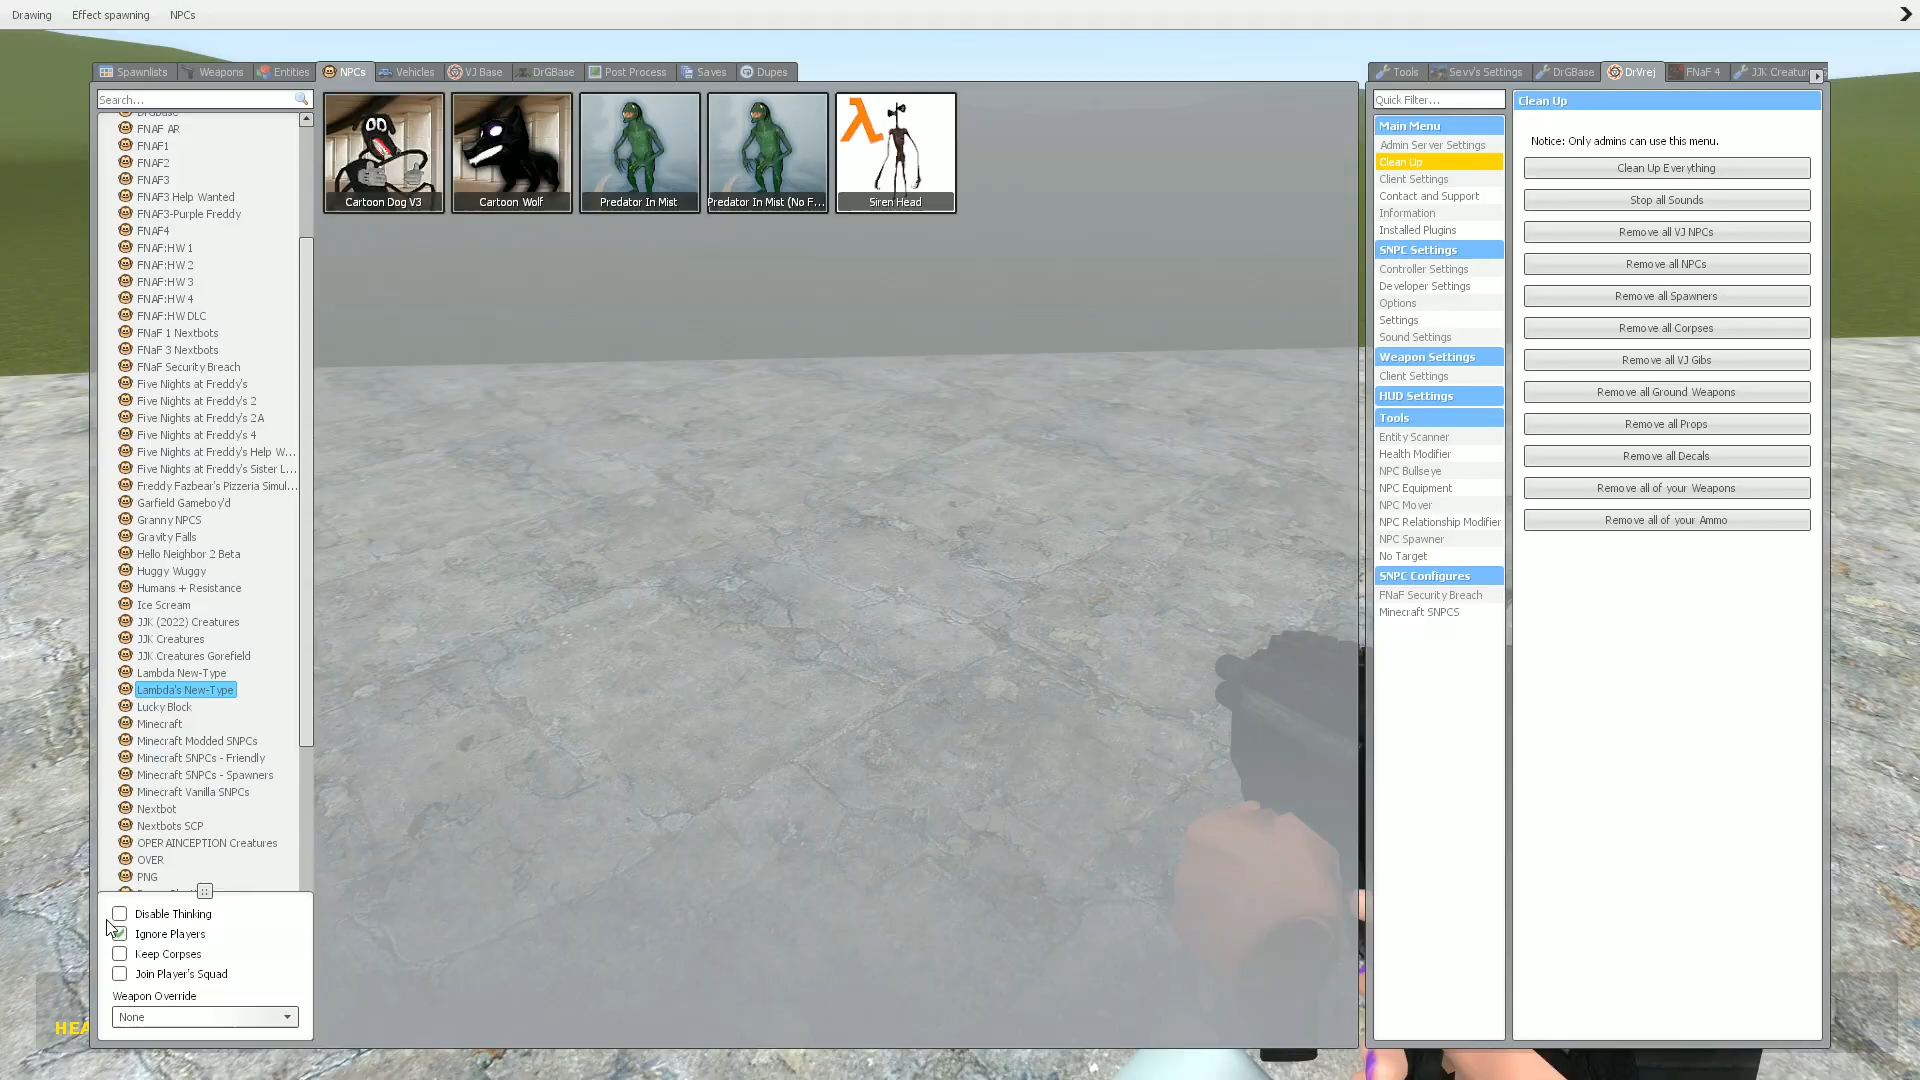 Drawing Effect spawning NPCs
Spawnlists Weapons Entities NPCs Vehicles VJ Base DrGBase Post Process Saves Dupes
Search...
FNAF AR
FNAF1
FNAF2
FNAF3
FNAF3 Help Wanted
FNAF3-Purple Freddy
FNAF4
FNAF:HW 1
FNAF:HW 2
FNAF:HW 3
FNAF:HW 4
FNAF:HW DLC
FNaF 1 Nextbots
FNaF 3 Nextbots
FNaF Security Breach
Five Nights at Freddy's
Five Nights at Freddy's 2
Five Nights at Freddy's 2A
Five Nights at Freddy's 4
Five Nights at Freddy's Help W...
Five Nights at Freddy's Sister L...
Freddy Fazbear's Pizzeria Simul...
Garfield Gameboy'd
Granny NPCS
Gravity Falls
Hello Neighbor 2 Beta
Huggy Wuggy
Humans + Resistance
Ice Scream
JJK (2022) Creatures
JJK Creatures
JJK Creatures Gorefield
Lambda New-Type
Lambda's New-Type
Lucky Block
Minecraft
Minecraft Modded SNPCs
Minecraft SNPCs - Friendly
Minecraft SNPCs - Spawners
Minecraft Vanilla SNPCs
Nextbot
Nextbots SCP
OPERAINCEPTION Creatures
OVER
PNG
Disable Thinking
Ignore Players
Keep Corpses
Join Player's Squad
Weapon Override
None
HEA
Cartoon Dog V3
Cartoon Wolf
Predator In Mist
Predator In Mist (No F...
Siren Head
Tools Sevv's Settings DrGBase DrVrej FNaF 4 JJK Creatur
Quick Filter...
Main Menu
Admin Server Settings
Clean Up
Client Settings
Contact and Support
Information
Installed Plugins
SNPC Settings
Controller Settings
Developer Settings
Options
Settings
Sound Settings
Weapon Settings
Client Settings
HUD Settings
Tools
Entity Scanner
Health Modifier
NPC Bullseye
NPC Equipment
NPC Mover
NPC Relationship Modifier
NPC Spawner
No Target
SNPC Configures
FNaF Security Breach
Minecraft SNPCS
Clean Up
Notice: Only admins can use this menu.
Clean Up Everything
Stop all Sounds
Remove all VJ NPCs
Remove all NPCs
Remove all Spawners
Remove all Corpses
Remove all VJ Gibs
Remove all Ground Weapons
Remove all Props
Remove all Decals
Remove all of your Weapons
Remove all of your Ammo